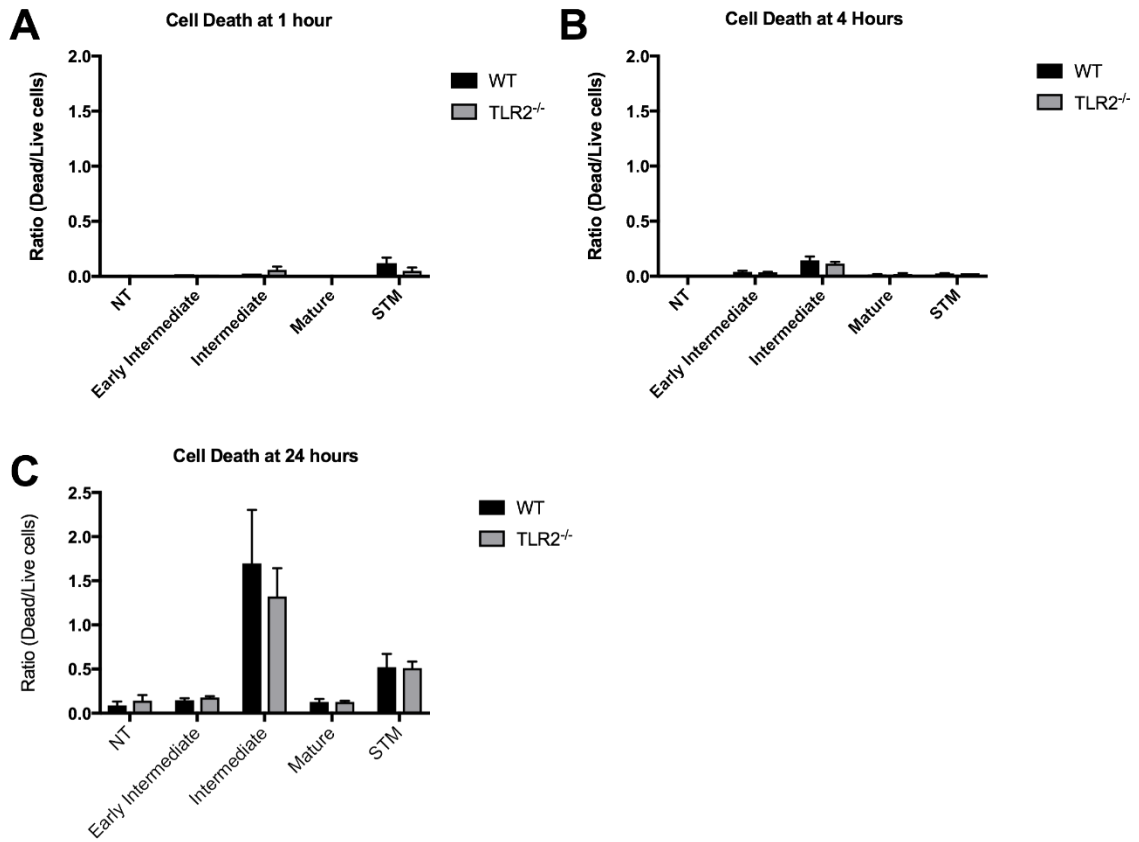 A
Cell Death at 1 hour
Ratio (Dead/Live cells)
2.0
1.5
1.0
0.5
0.0
NT
Early Intermediate
Intermediate
Mature
STM
WT
TLR2-/-
B
Cell Death at 4 Hours
Ratio (Dead/Live cells)
2.0
1.5
1.0
0.5
0.0
NT
Early Intermediate
Intermediate
Mature
STM
WT
TLR2-/-
C
Cell Death at 24 hours
Ratio (Dead/Live cells)
2.5
2.0
1.5
1.0
0.5
0.0
NT
Early Intermediate
Intermediate
Mature
STM
WT
TLR2-/-